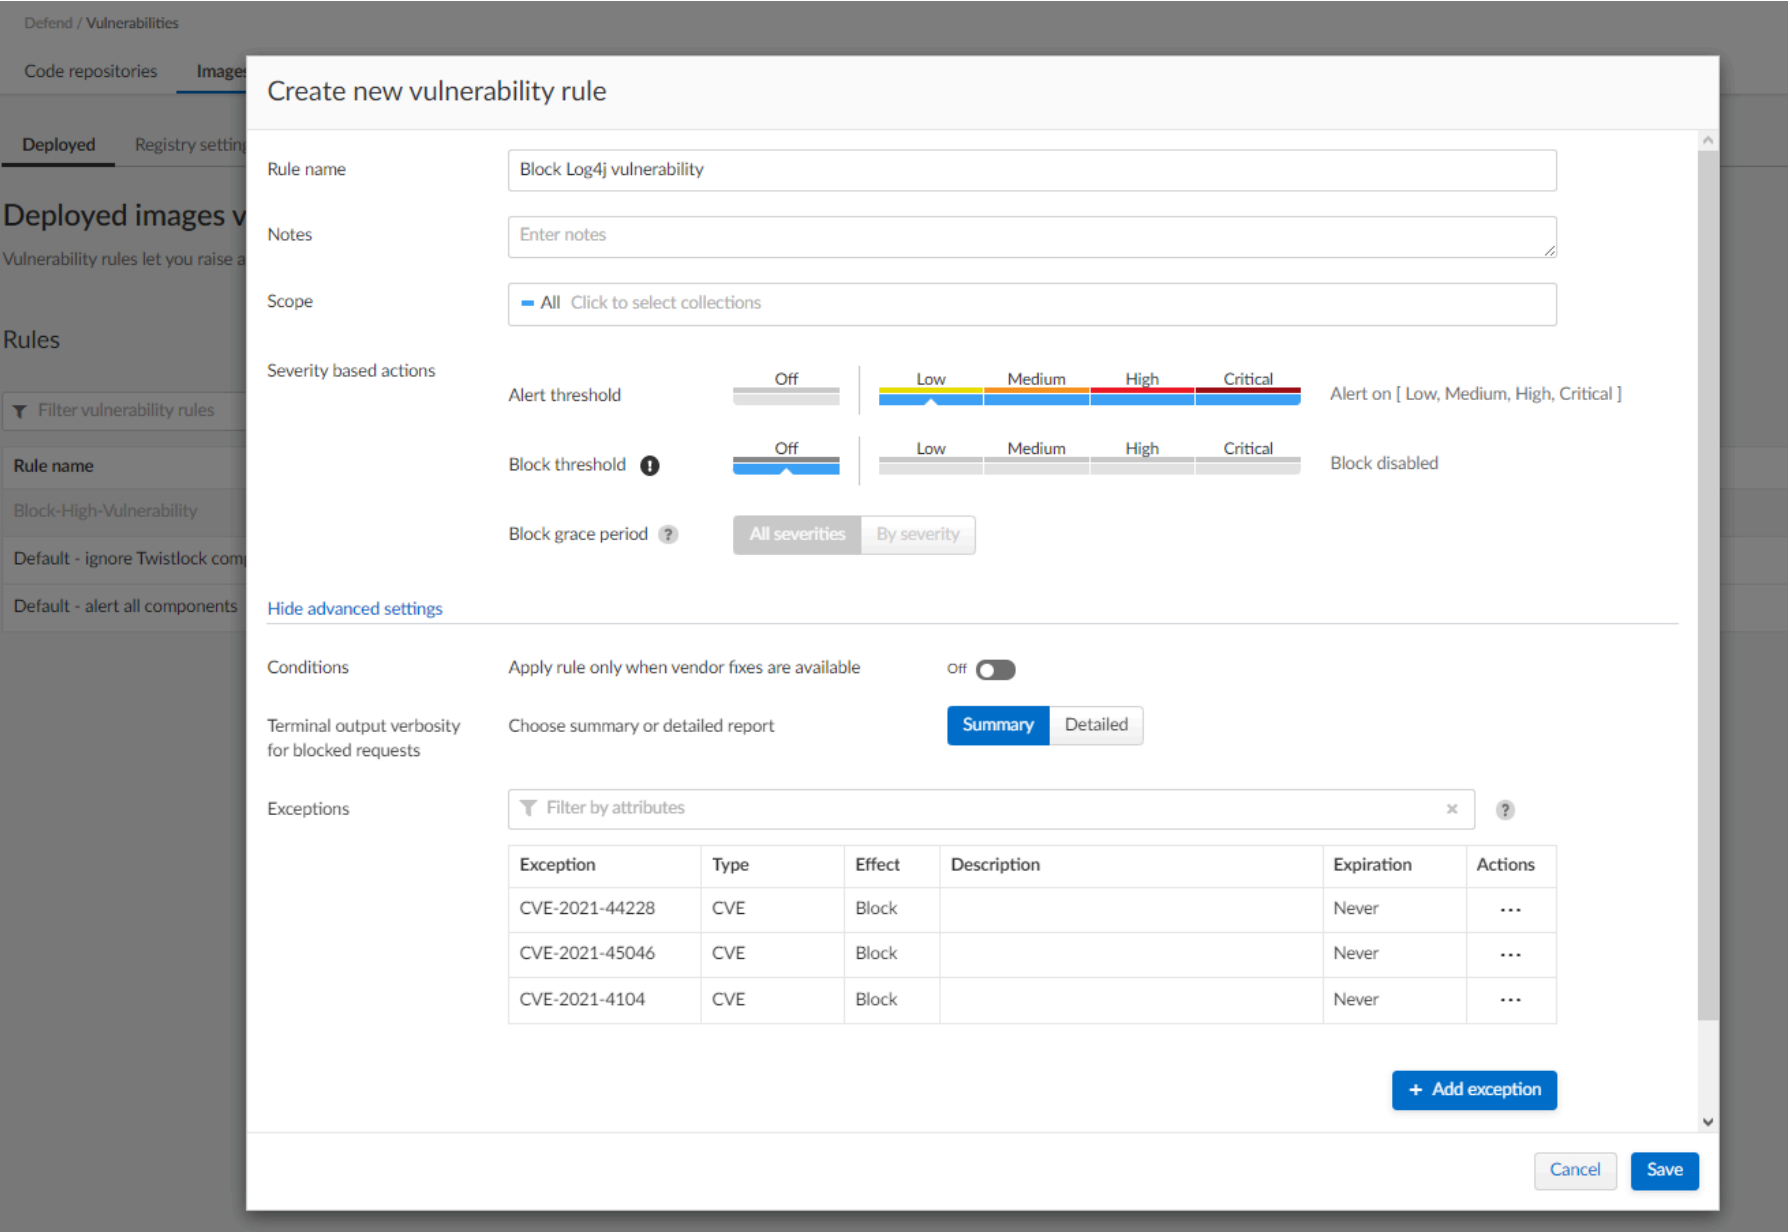 Defend / Vulnerabilities
Code repositories Images
Deployed Registry setting
Deployed images v
Vulnerability rules let you raise a
Rules
Filter vulnerability rules
Rule name
Block-High-Vulnerability
Default - ignore Twistlock com
Default - alert all components
Create new vulnerability rule
Rule name Block Log4j vulnerability
Notes Enter notes
Scope All Click to select collections
Severity based actions
Alert threshold Off Low Medium High Critical Alert on [ Low, Medium, High, Critical ]
Block threshold ! Off Low Medium High Critical Block disabled
Block grace period ? All severities By severity
Hide advanced settings
Conditions Apply rule only when vendor fixes are available Off
Terminal output verbosity
for blocked requests
Choose summary or detailed report Summary Detailed
Exceptions Filter by attributes × ?
Exception Type Effect Description Expiration Actions
CVE-2021-44228 CVE Block Never ...
CVE-2021-45046 CVE Block Never ...
CVE-2021-4104 CVE Block Never ...
+ Add exception
Cancel Save